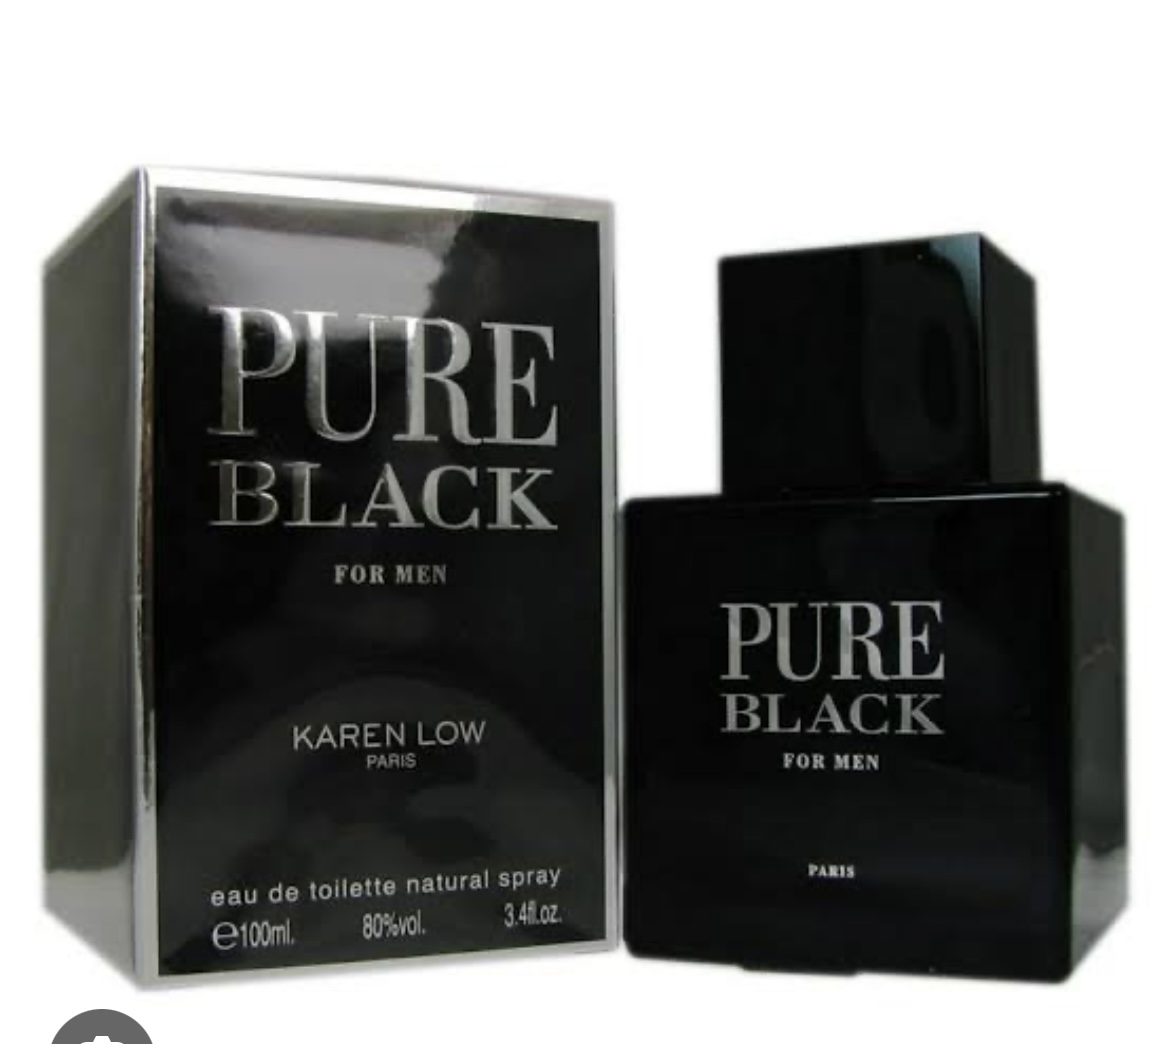 PURE
BLACK
FOR MEN
KAREN LOW
PARIS
eau de toilette natural spray
℮100ml. 80%vol. 3.4fl.oz.
PURE
BLACK
FOR MEN
PARIS